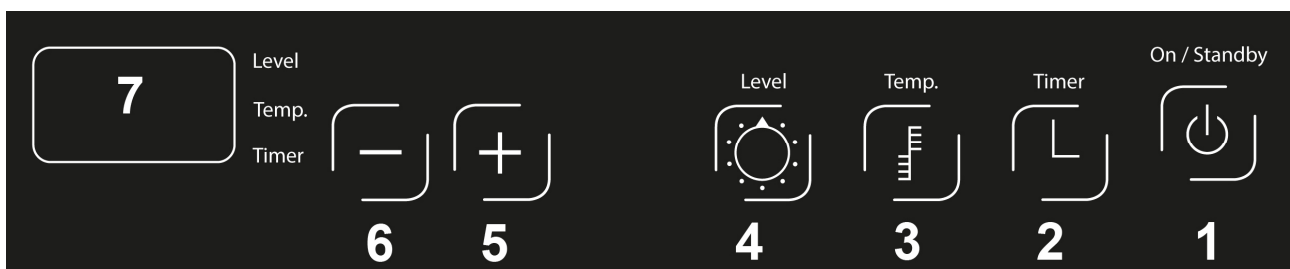 7
Level
Temp.
Timer
Level
Temp.
Timer
On / Standby
6
5
4
3
2
1